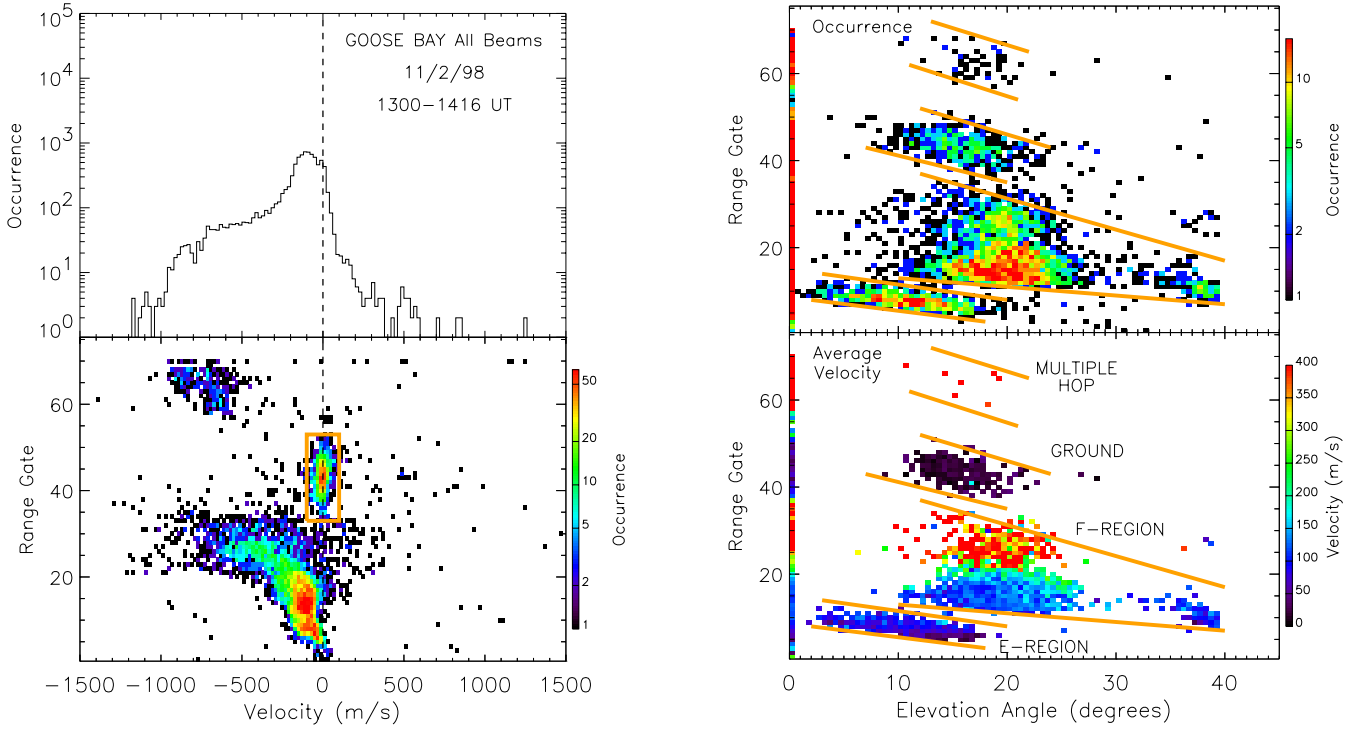 10^5
10^4
10^3
10^2
10^1
10^0
Occurrence
GOOSE BAY All Beams
11/2/98
1300-1416 UT
60
40
20
Range Gate
50
20
10
5
2
1
Occurrence
-1500 -1000 -500 0 500 1000 1500
Velocity (m/s)
Occurrence
60
40
20
Range Gate
10
5
2
1
Occurrence
Average
Velocity
MULTIPLE
HOP
GROUND
F-REGION
E-REGION
60
40
20
Range Gate
400
350
300
250
200
150
100
50
0
Velocity (m/s)
0 10 20 30 40
Elevation Angle (degrees)